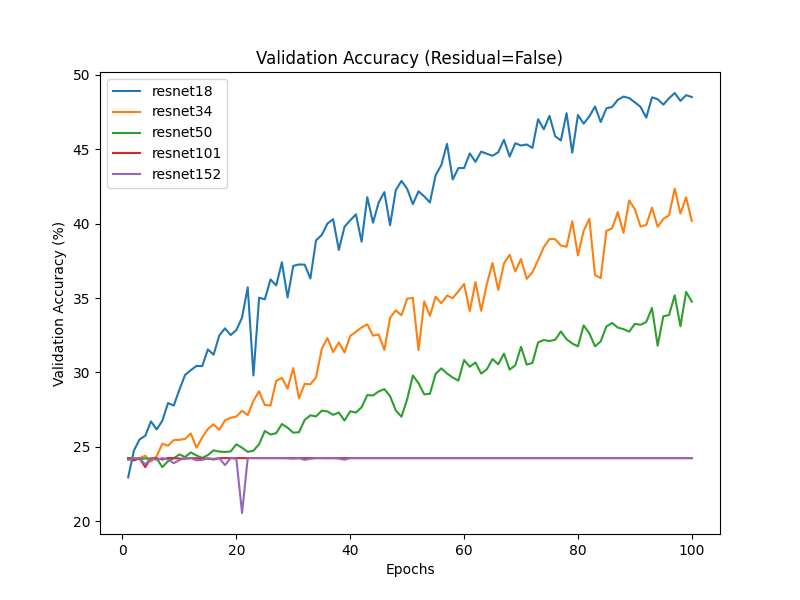 Validation Accuracy (Residual=False)
resnet18
resnet34
resnet50
resnet101
resnet152
Validation Accuracy (%)
50
45
40
35
30
25
20
0 20 40 60 80 100
Epochs